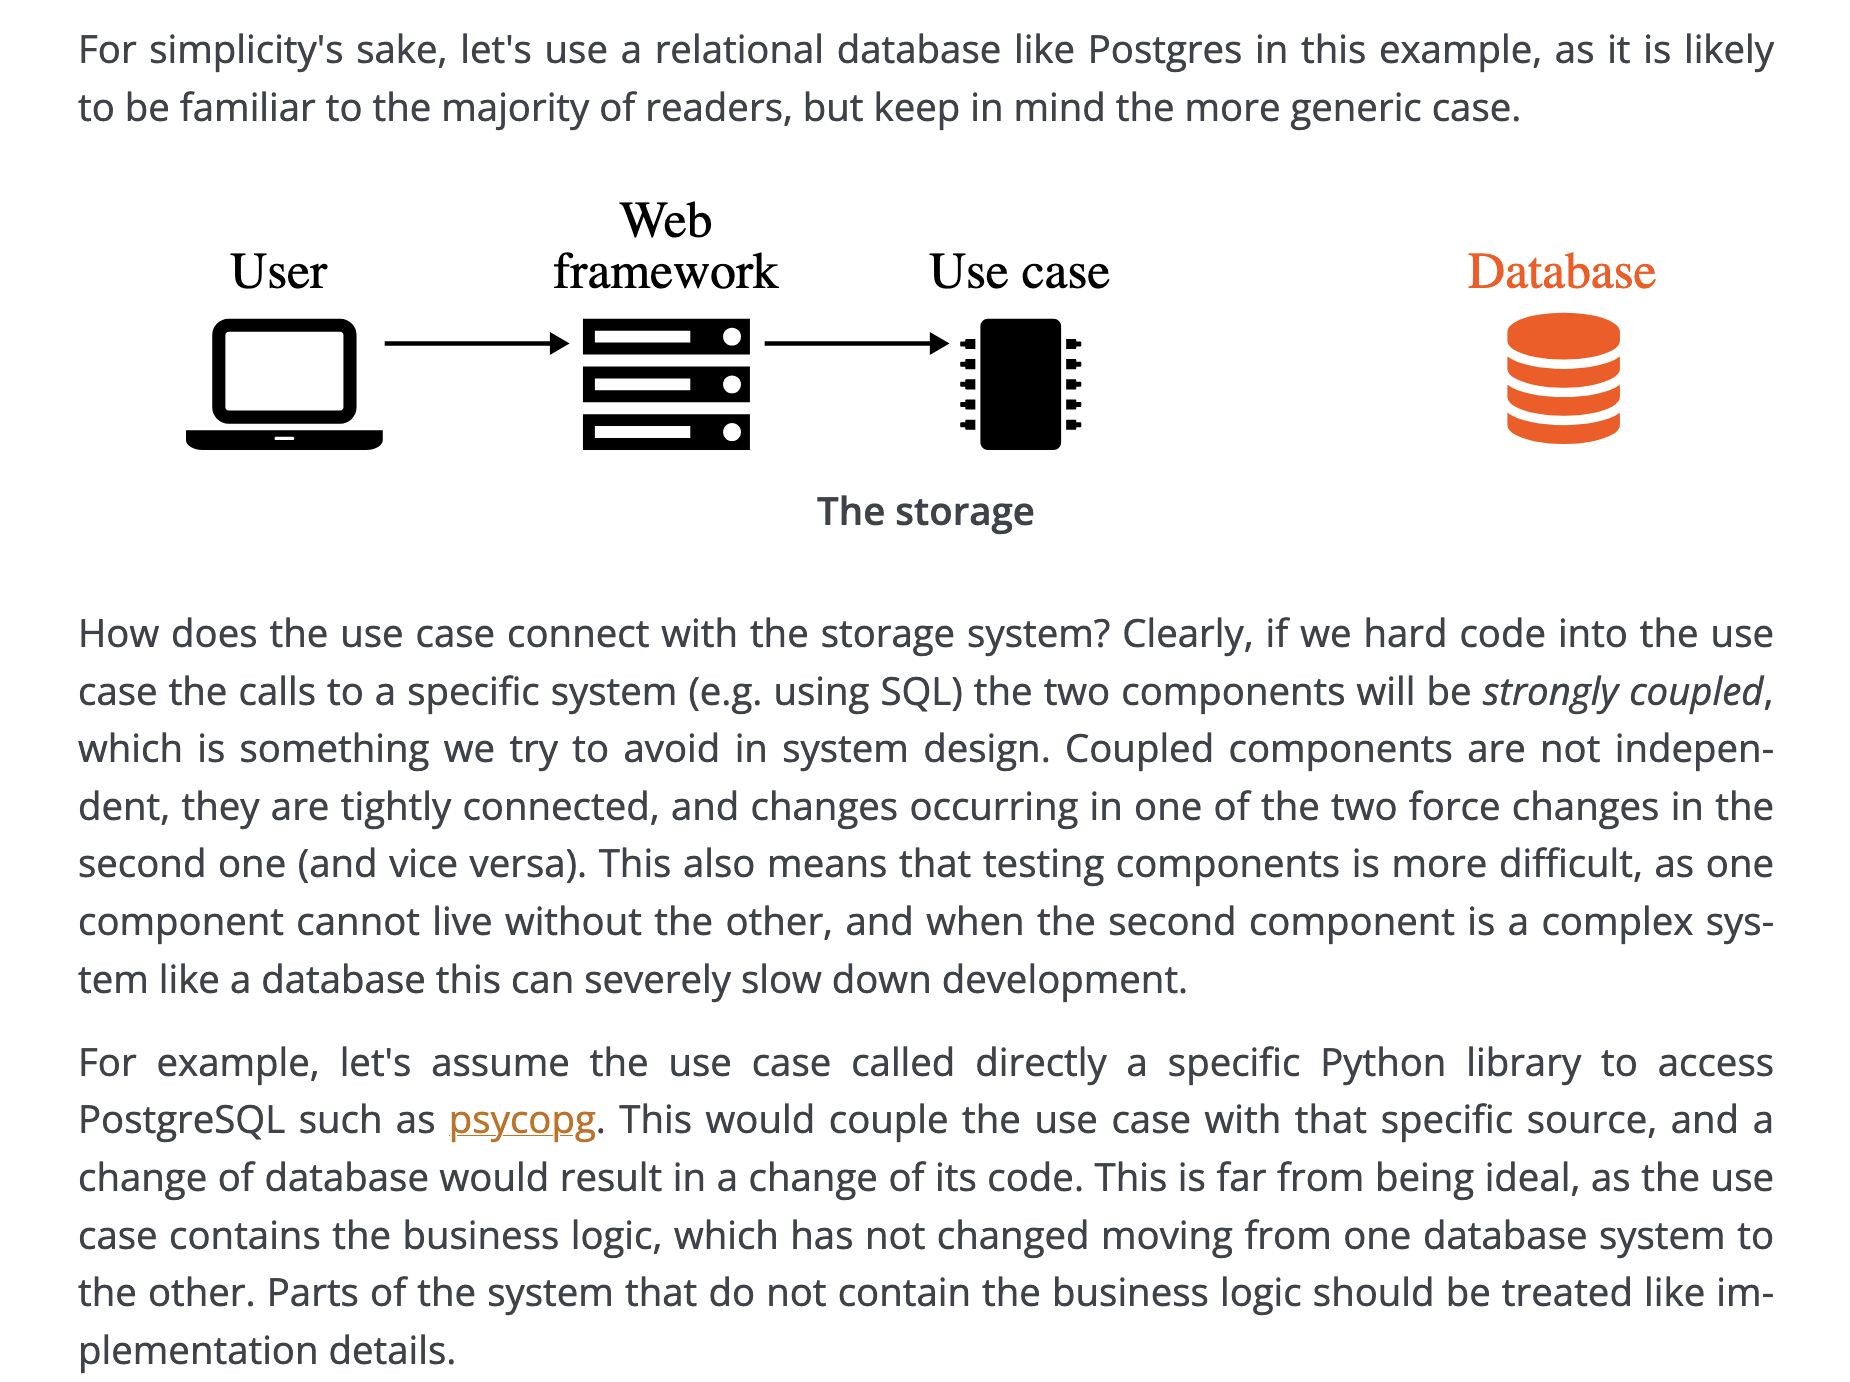 For simplicity's sake, let's use a relational database like Postgres in this example, as it is likely
to be familiar to the majority of readers, but keep in mind the more generic case.
User
Web
framework
Use case
Database
The storage
How does the use case connect with the storage system? Clearly, if we hard code into the use
case the calls to a specific system (e.g. using SQL) the two components will be strongly coupled,
which is something we try to avoid in system design. Coupled components are not indepen-
dent, they are tightly connected, and changes occurring in one of the two force changes in the
second one (and vice versa). This also means that testing components is more difficult, as one
component cannot live without the other, and when the second component is a complex sys-
tem like a database this can severely slow down development.
For example, let's assume the use case called directly a specific Python library to access
PostgreSQL such as psycopg. This would couple the use case with that specific source, and a
change of database would result in a change of its code. This is far from being ideal, as the use
case contains the business logic, which has not changed moving from one database system to
the other. Parts of the system that do not contain the business logic should be treated like im-
plementation details.